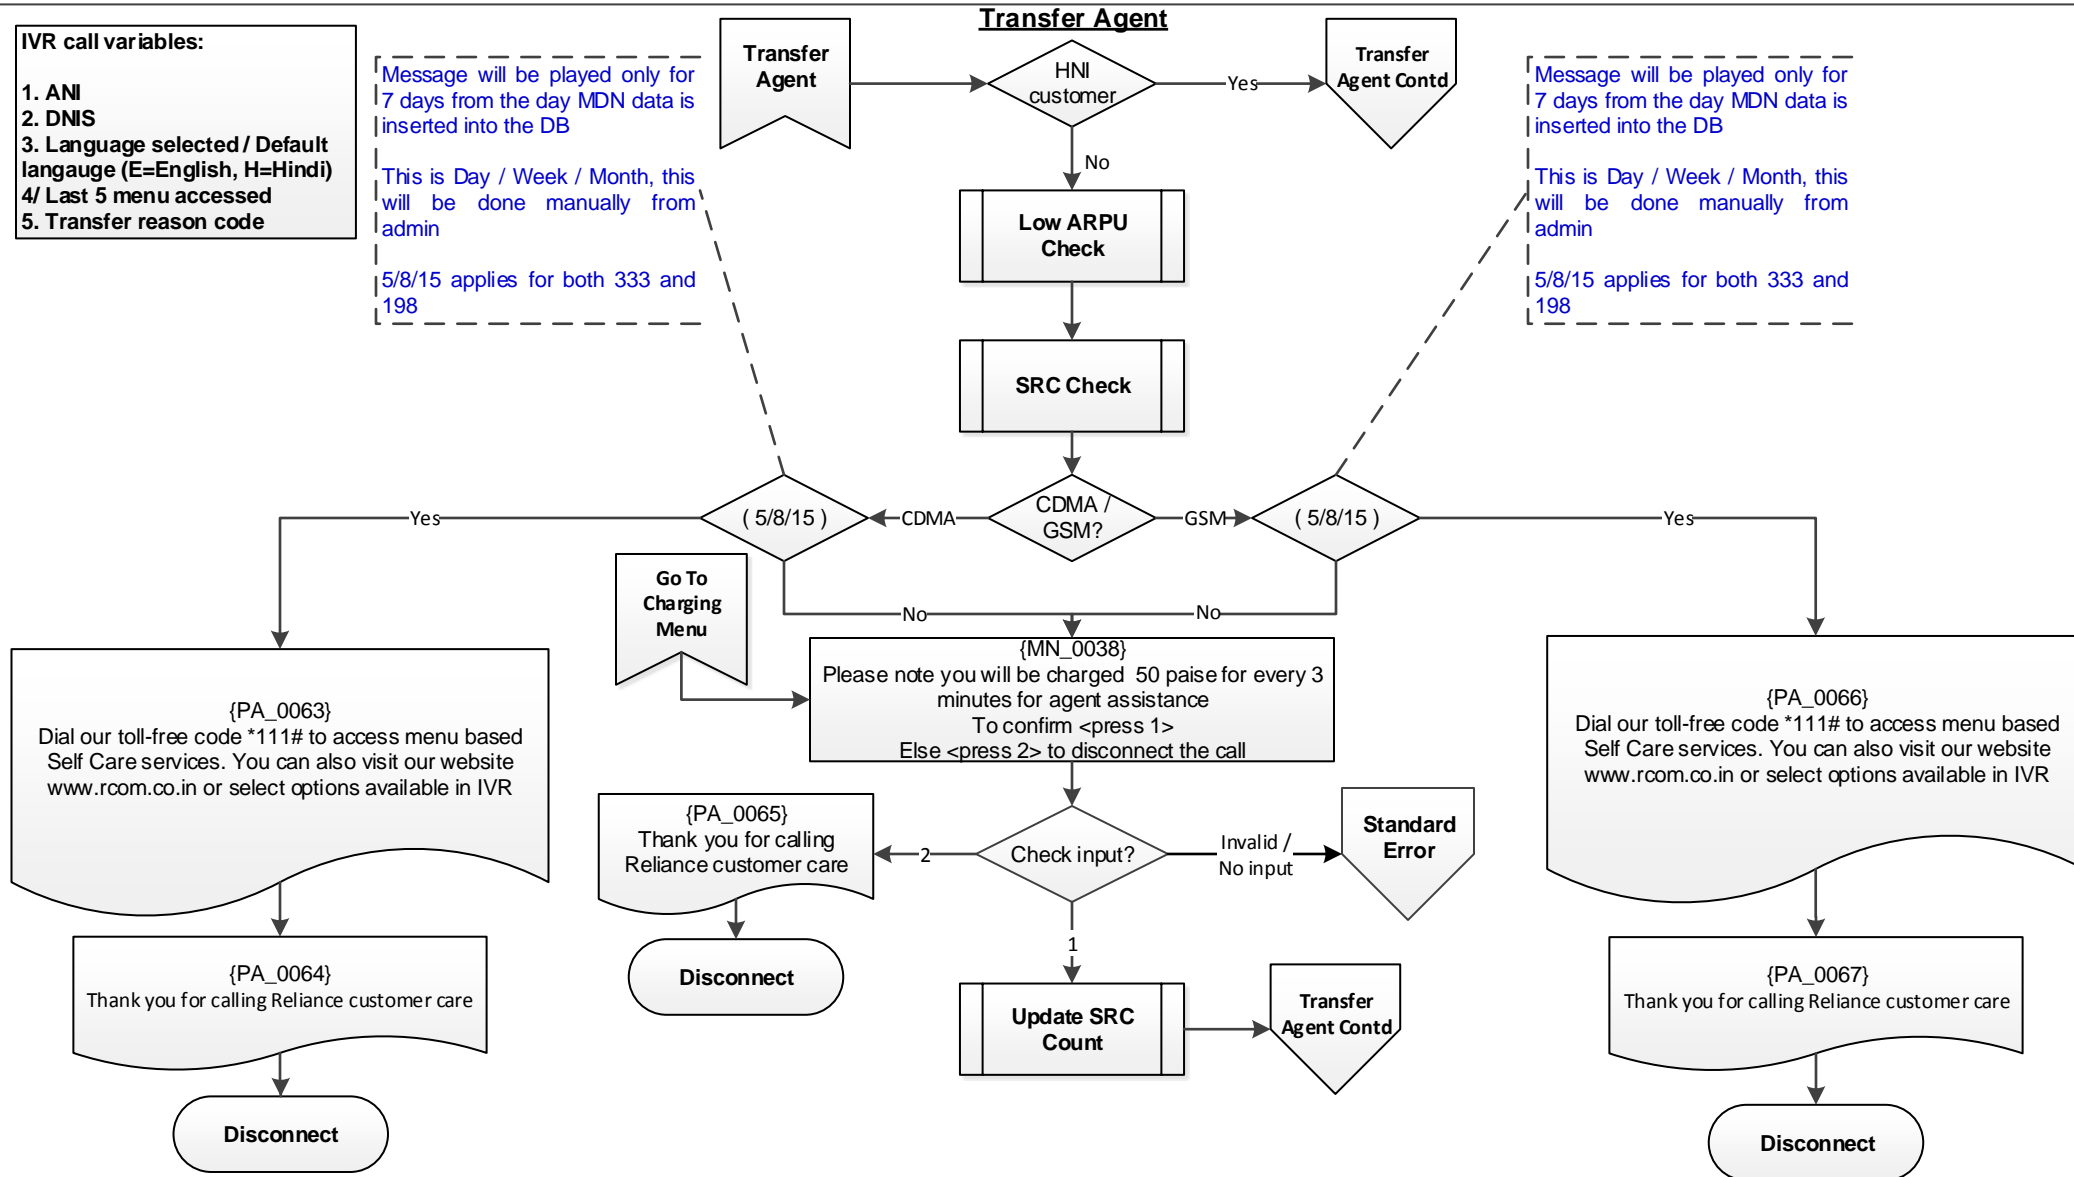 Transfer Agent
IVR call variables:
1. ANI
2. DNIS
3. Language selected / Default
langauge (E=English, H=Hindi)
4/ Last 5 menu accessed
5. Transfer reason code
Message will be played only for
7 days from the day MDN data is
inserted into the DB
This is Day / Week / Month, this
will be done manually from
admin
5/8/15 applies for both 333 and
198
Transfer
Agent
HNI
customer
Yes
Transfer
Agent Contd
Message will be played only for
7 days from the day MDN data is
inserted into the DB
This is Day / Week / Month, this
will be done manually from
admin
5/8/15 applies for both 333 and
198
No
Low ARPU
Check
SRC Check
Yes
( 5/8/15 )
CDMA
CDMA /
GSM?
GSM
( 5/8/15 )
Yes
Go To
Charging
Menu
No
No
{MN_0038}
Please note you will be charged 50 paise for every 3
minutes for agent assistance
To confirm <press 1>
Else <press 2> to disconnect the call
{PA_0063}
Dial our toll-free code *111# to access menu based
Self Care services. You can also visit our website
www.rcom.co.in or select options available in IVR
{PA_0066}
Dial our toll-free code *111# to access menu based
Self Care services. You can also visit our website
www.rcom.co.in or select options available in IVR
{PA_0065}
Thank you for calling
Reliance customer care
2
Check input?
Invalid /
No input
Standard
Error
1
Disconnect
{PA_0064}
Thank you for calling Reliance customer care
Update SRC
Count
Transfer
Agent Contd
{PA_0067}
Thank you for calling Reliance customer care
Disconnect
Disconnect